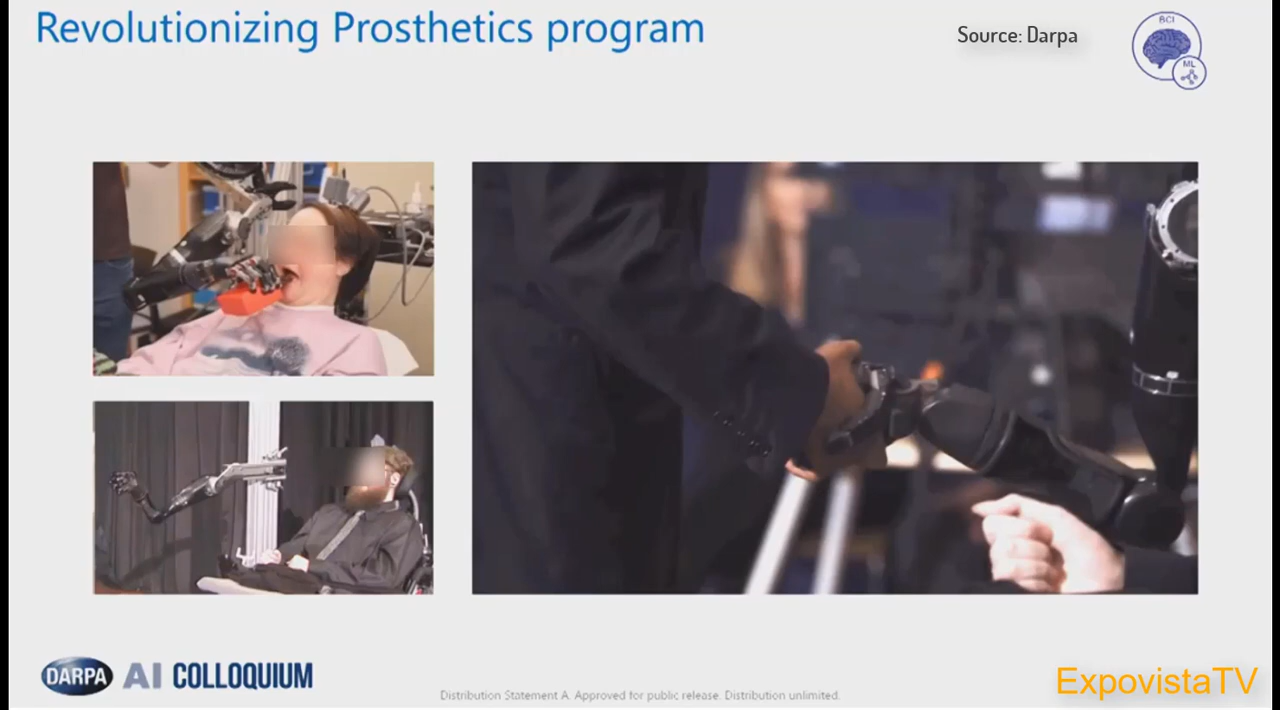 Revolutionizing Prosthetics program
Source: Darpa
BCI
ML
DARPA AI COLLOQUIUM
Distribution Statement A. Approved for public release. Distribution unlimited.
ExpovistaTV